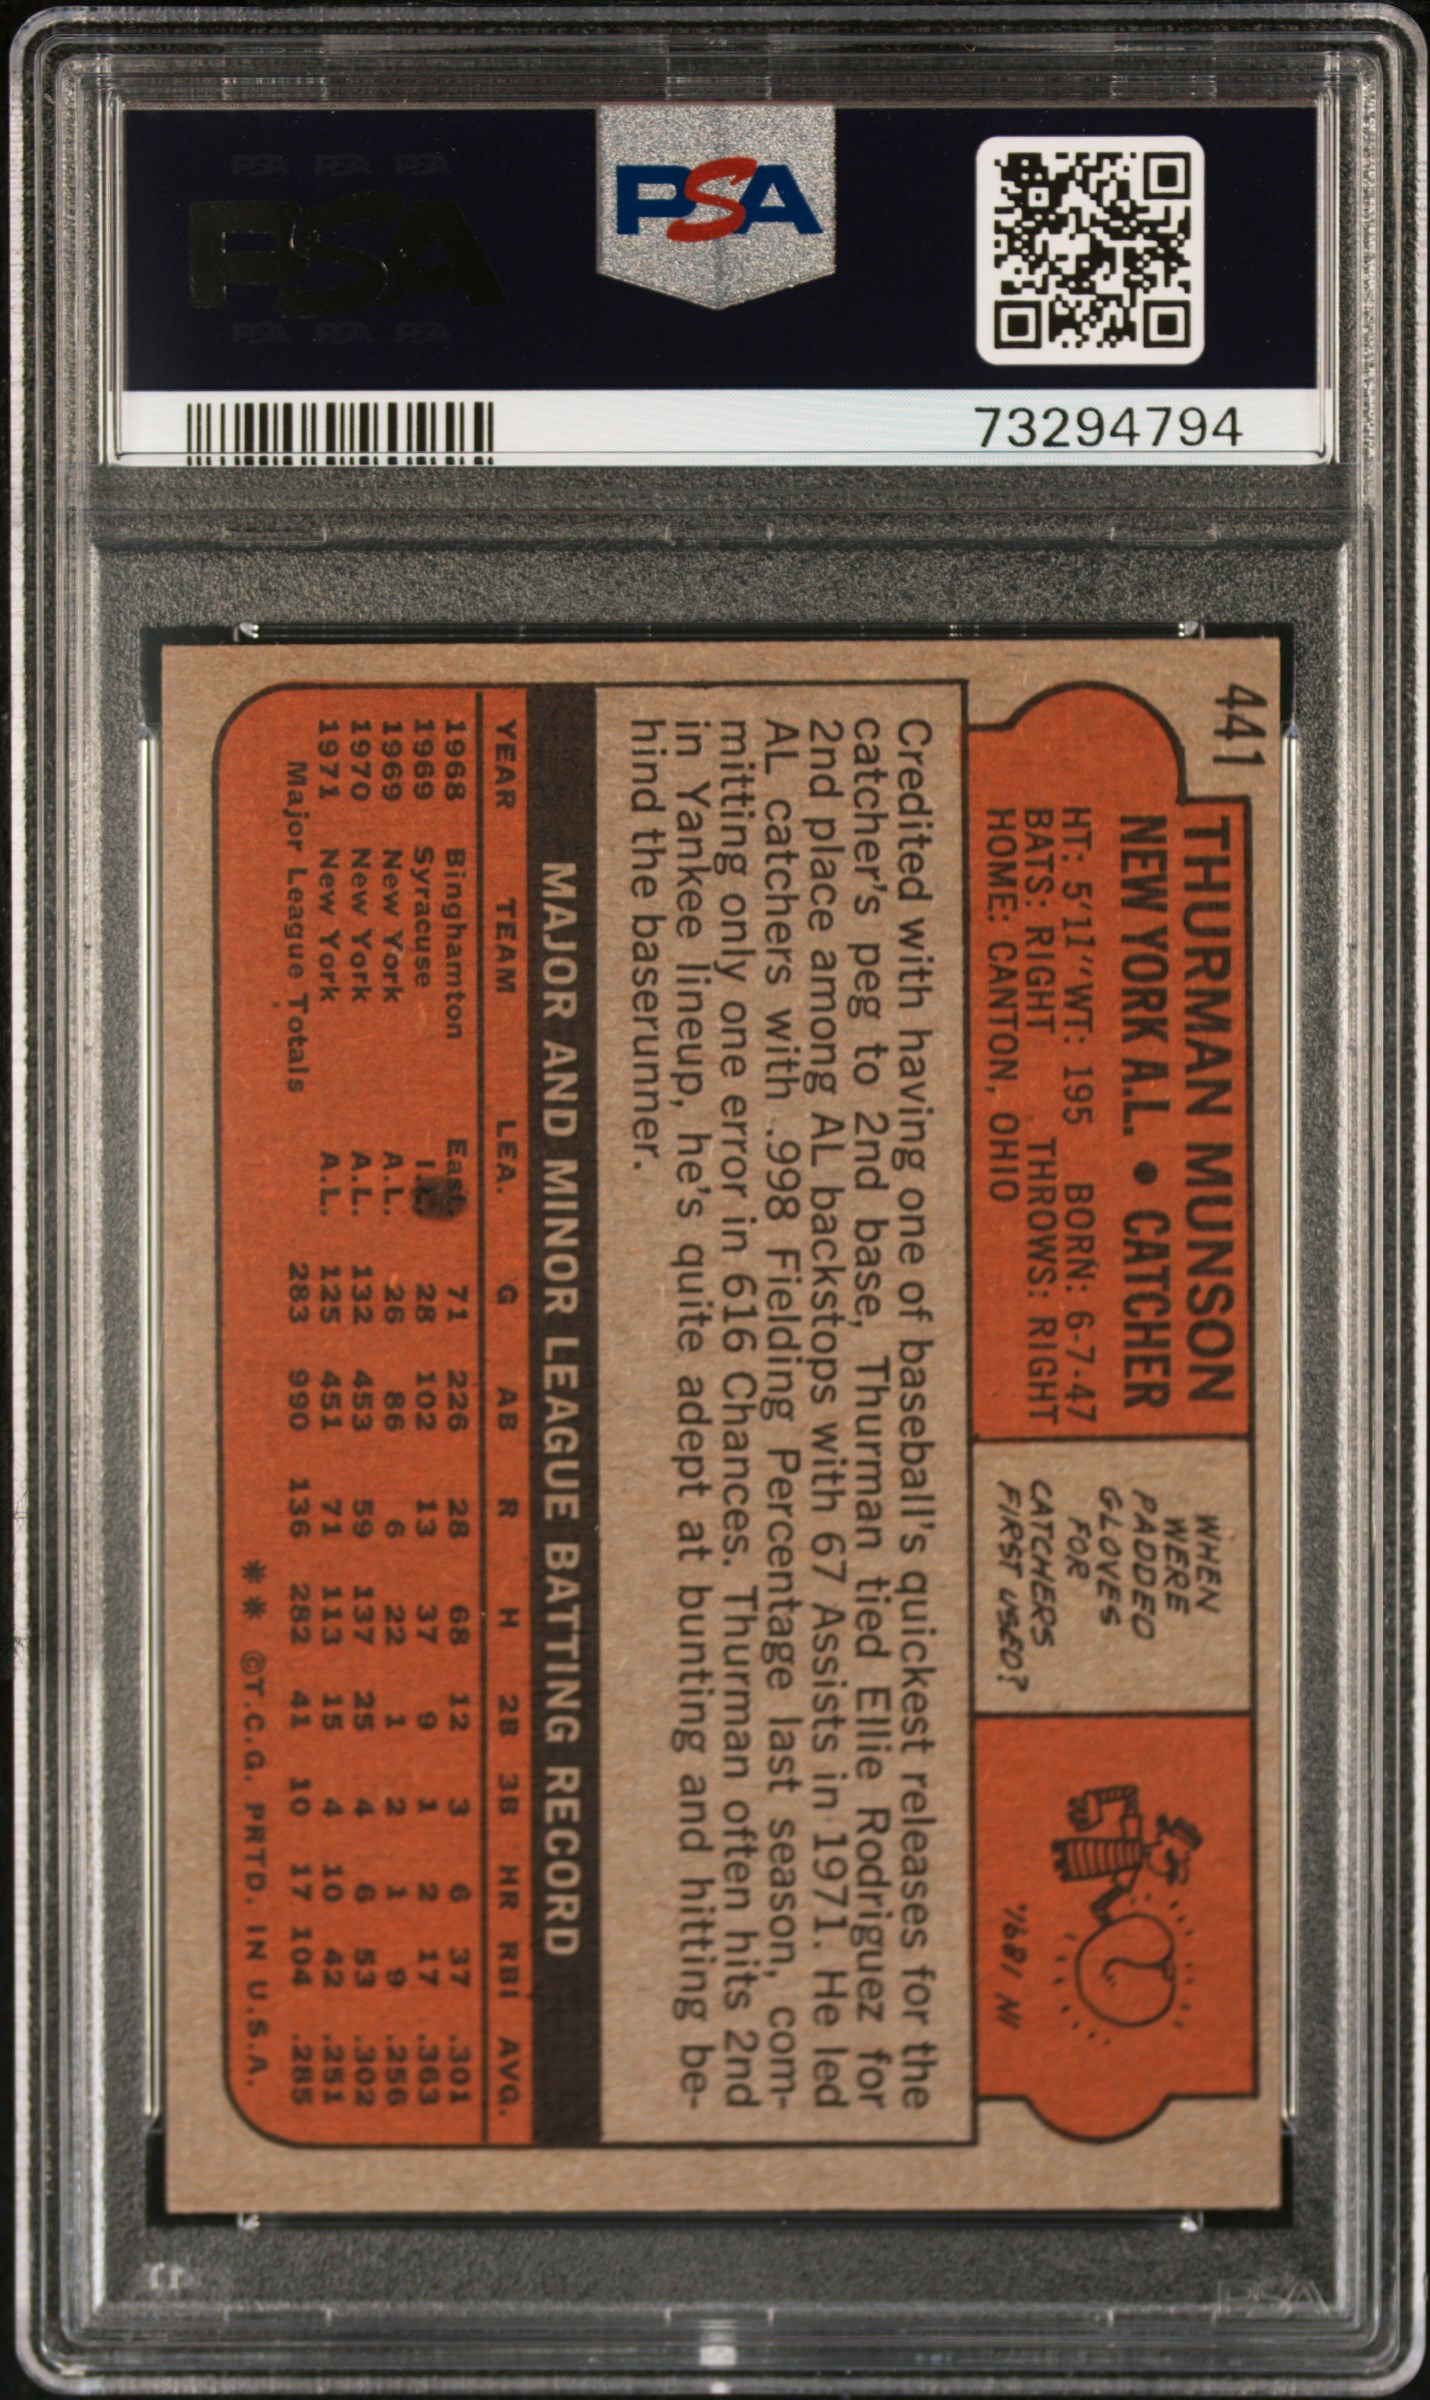 PSA PSA PSA
PSA
PSA PSA PSA
PSA
73294794
441
THURMAN MUNSON
NEW YORK A.L. • CATCHER
HT: 5'11" WT: 195 BORN: 6-7-47
BATS: RIGHT THROWS: RIGHT
HOME: CANTON, OHIO
WHEN
WERE
PADDED
GLOVES
FOR
CATCHERS
FIRST USED?
IN 1891.
Credited with having one of baseball's quickest releases for the
catcher's peg to 2nd base, Thurman tied Ellie Rodriguez for
2nd place among AL backstops with 67 Assists in 1971. He led
AL catchers with .998 Fielding Percentage last season, com-
mitting only one error in 616 Chances. Thurman often hits 2nd
in Yankee lineup, he's quite adept at bunting and hitting be-
hind the baserunner.
MAJOR AND MINOR LEAGUE BATTING RECORD
YEAR TEAM LEA. G AB R H 2B 3B HR RBI AVG.
1968 Binghamton East. 71 226 28 68 12 3 6 37 .301
1969 Syracuse I.L. 28 102 13 37 9 1 2 17 .363
1969 New York A.L. 26 86 6 22 1 2 1 9 .256
1970 New York A.L. 132 453 59 137 25 4 6 53 .302
1971 New York A.L. 125 451 71 113 15 4 10 42 .251
Major League Totals 283 990 136 282 41 10 17 104 .285
** ©T.C.G. PRTD. IN U.S.A.
PSA